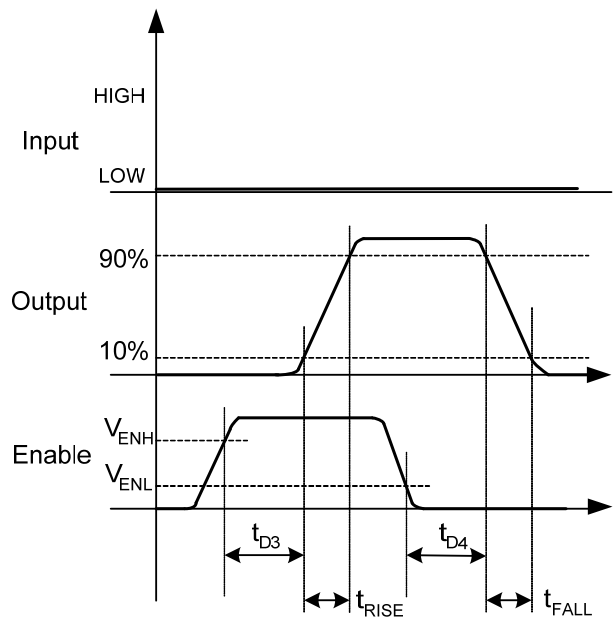 HIGH
Input
LOW
90%
Output
10%
VENH
Enable
VENL
tD3
tD4
tRISE
tFALL